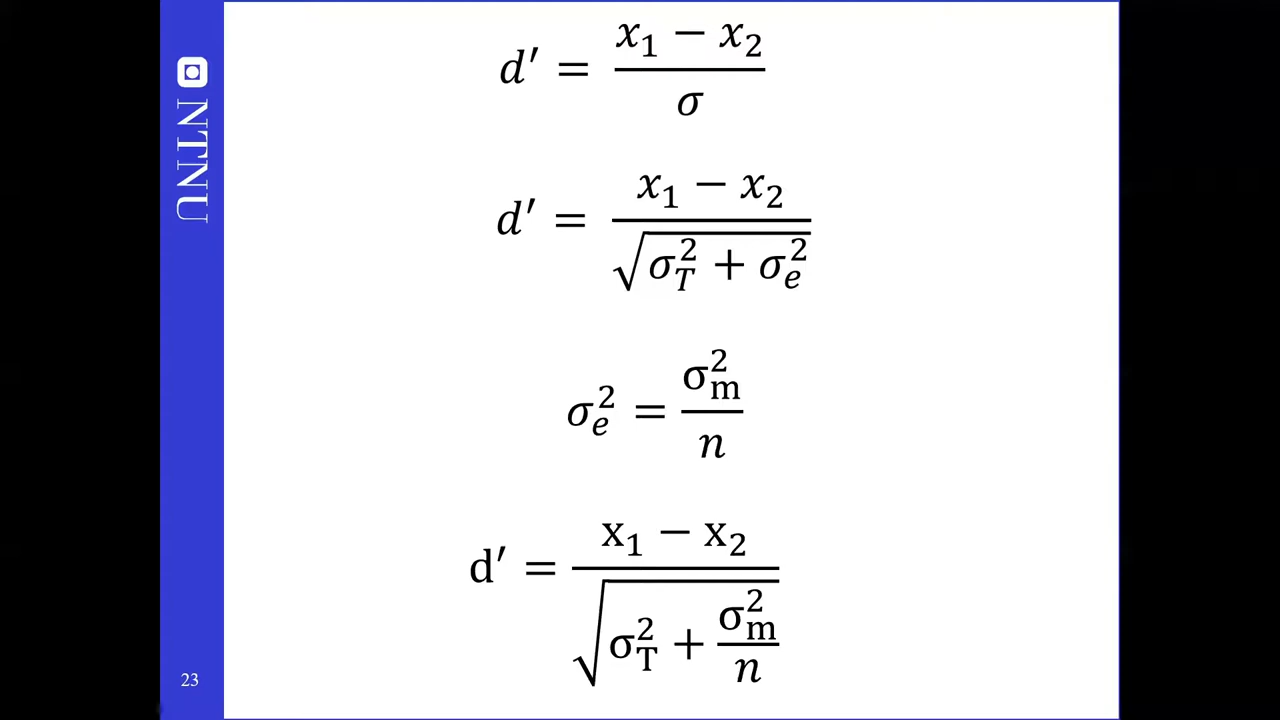 NTNU
d′ = (x₁ − x₂) / σ
d′ = (x₁ − x₂) / √(σ_T² + σ_e²)
σ_e² = σ_m² / n
d′ = (x₁ − x₂) / √(σ_T² + σ_m² / n)
23